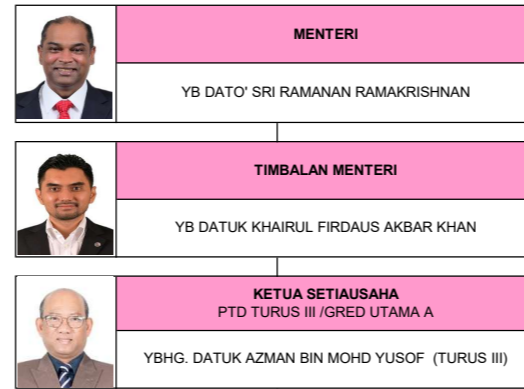 MENTERI
YB DATO' SRI RAMANAN RAMAKRISHNAN
TIMBALAN MENTERI
YB DATUK KHAIRUL FIRDAUS AKBAR KHAN
KETUA SETIAUSAHA
PTD TURUS III /GRED UTAMA A
YBHG. DATUK AZMAN BIN MOHD YUSOF (TURUS III)